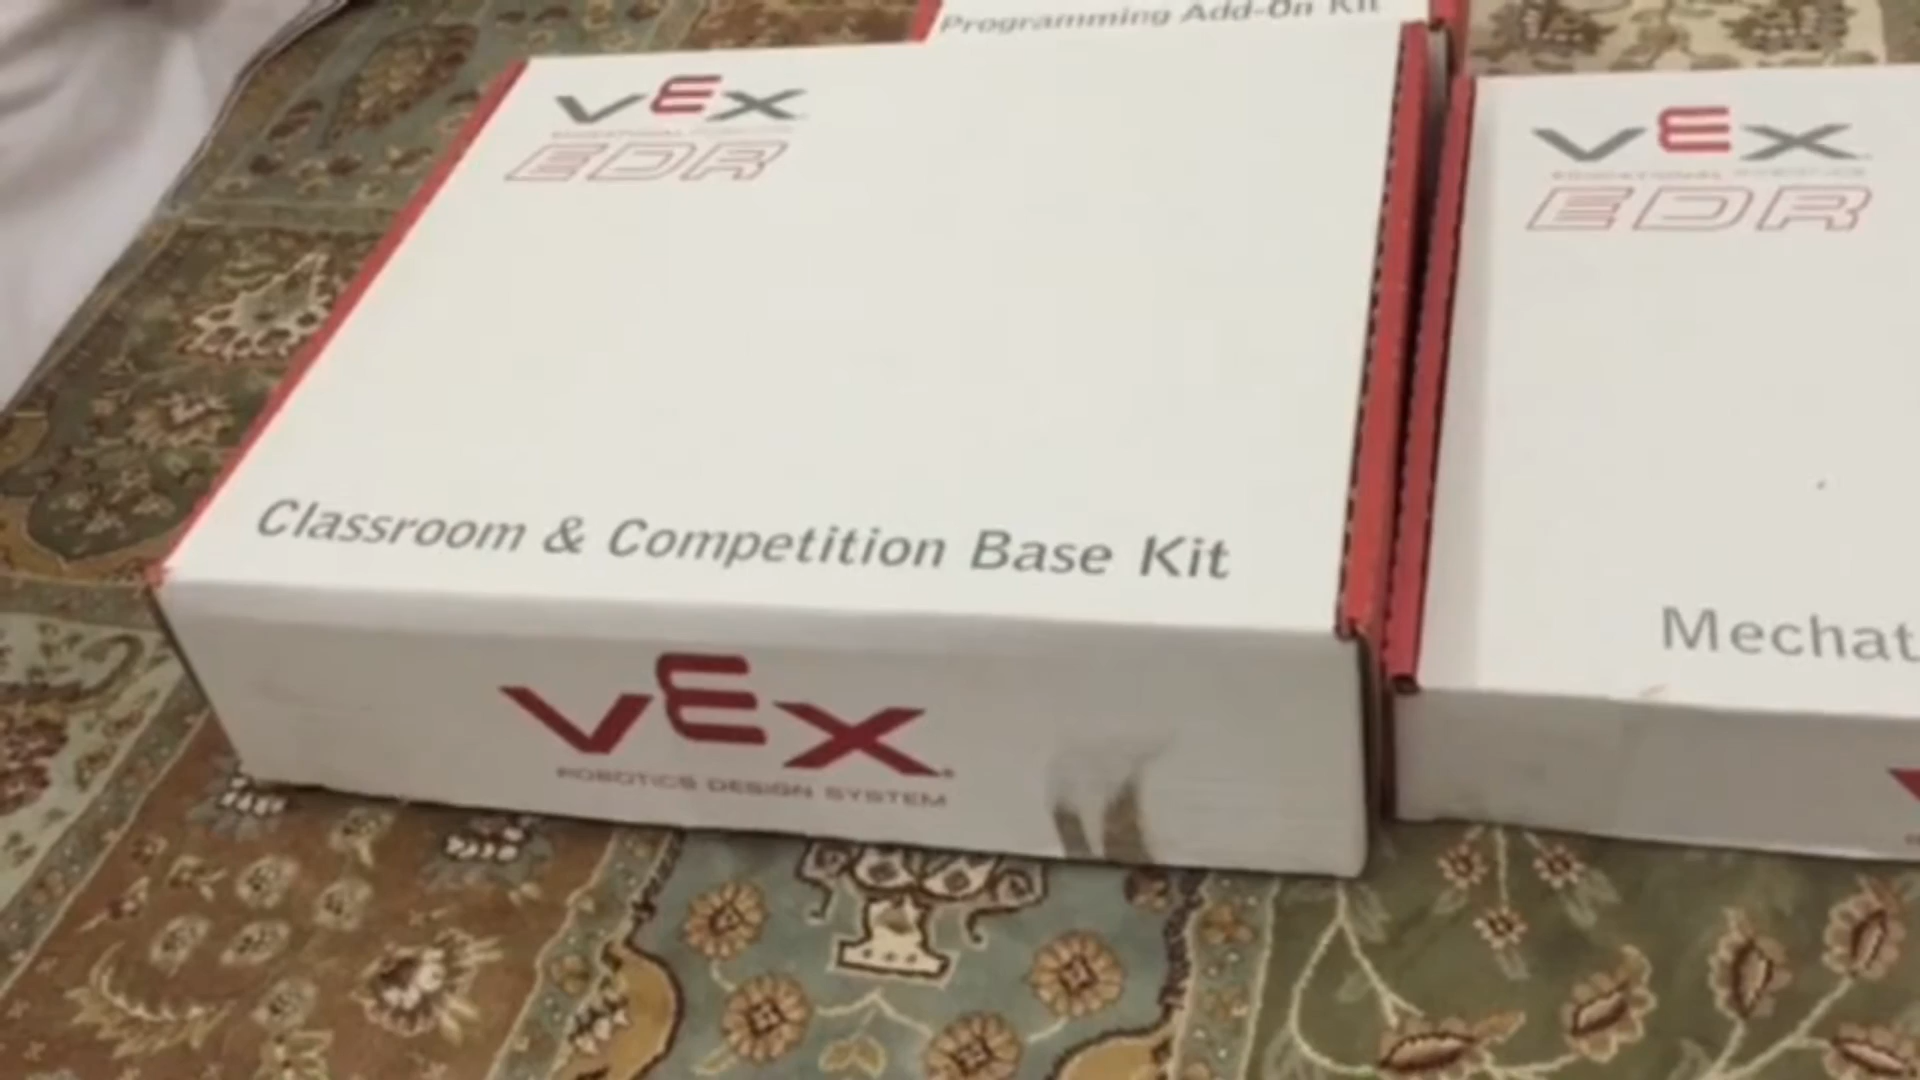 Programming Add-On Kit
VEX
EDR
Classroom & Competition Base Kit
VEX
ROBOTICS DESIGN SYSTEM
VEX
EDR
Mechat